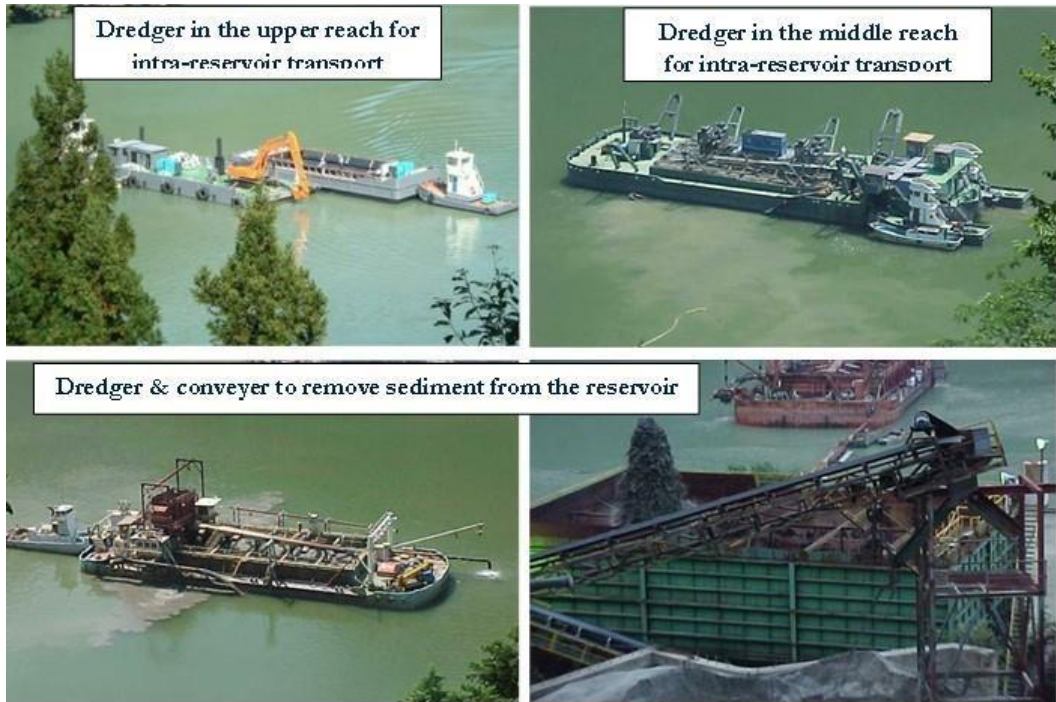 Dredger in the upper reach for
intra-reservoir transport
Dredger in the middle reach
for intra-reservoir transport
Dredger & conveyer to remove sediment from the reservoir